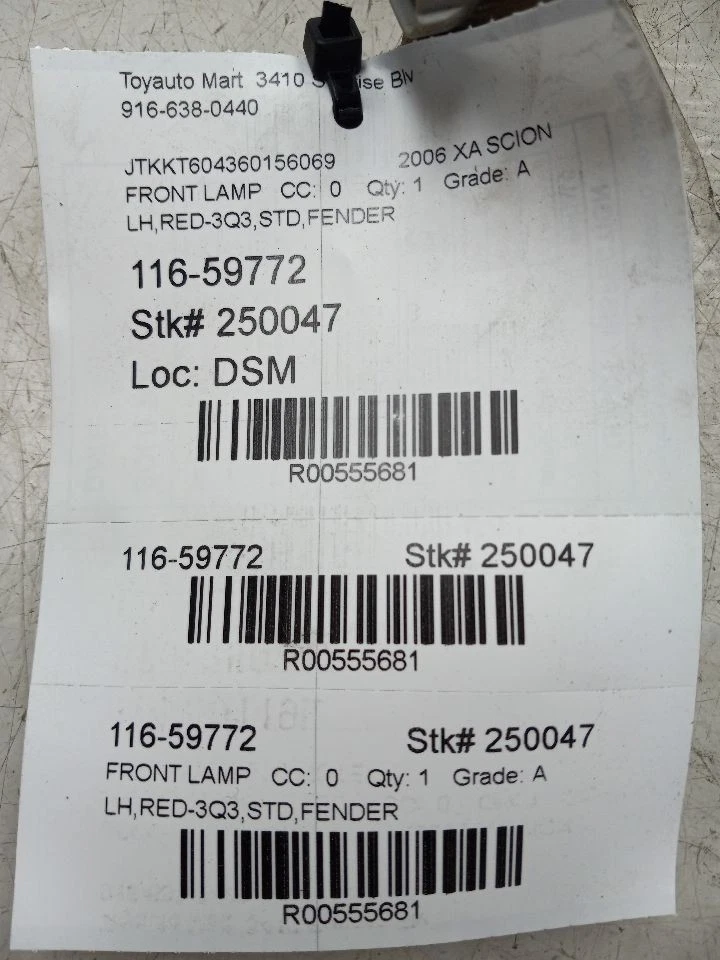 Toyauto Mart 3410
916-638-0440
JTKKT604360156069 2006 XA SCION
FRONT LAMP CC: 0 Qty: 1 Grade: A
LH,RED-3Q3,STD,FENDER
116-59772
Stk# 250047
Loc: DSM
R00555681
116-59772 Stk# 250047
R00555681
116-59772 Stk# 250047
FRONT LAMP CC: 0 Qty: 1 Grade: A
LH,RED-3Q3,STD,FENDER
R00555681